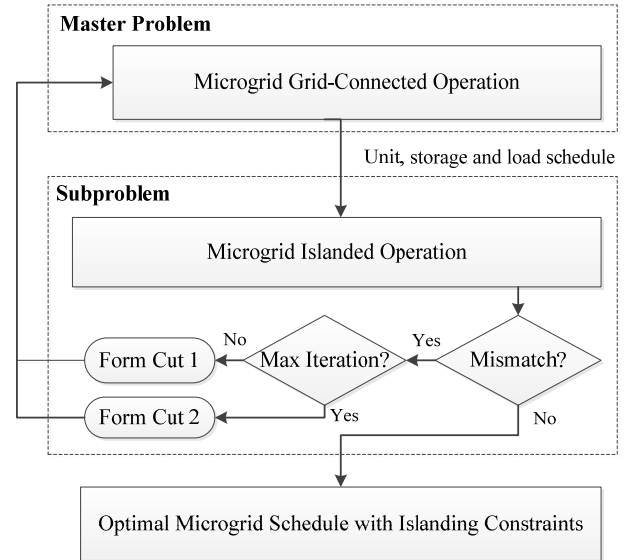 Master Problem
Microgrid Grid-Connected Operation
Unit, storage and load schedule
Subproblem
Microgrid Islanded Operation
Mismatch?
Yes
Max Iteration?
No
Form Cut 1
Yes
Form Cut 2
No
Optimal Microgrid Schedule with Islanding Constraints